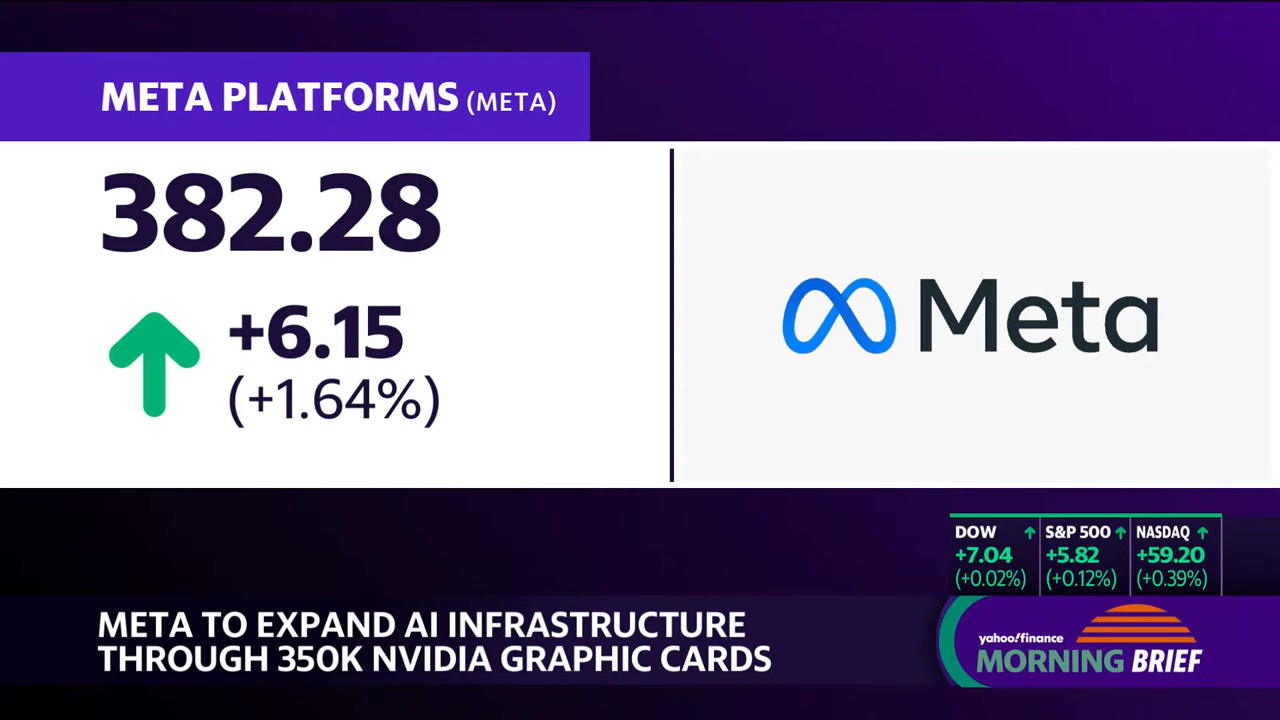 META PLATFORMS (META)
382.28
+6.15
(+1.64%)
Meta
DOW
+7.04
(+0.02%)
S&P 500
+5.82
(+0.12%)
NASDAQ
+59.20
(+0.39%)
META TO EXPAND AI INFRASTRUCTURE
THROUGH 350K NVIDIA GRAPHIC CARDS
yahoo!finance
MORNING BRIEF